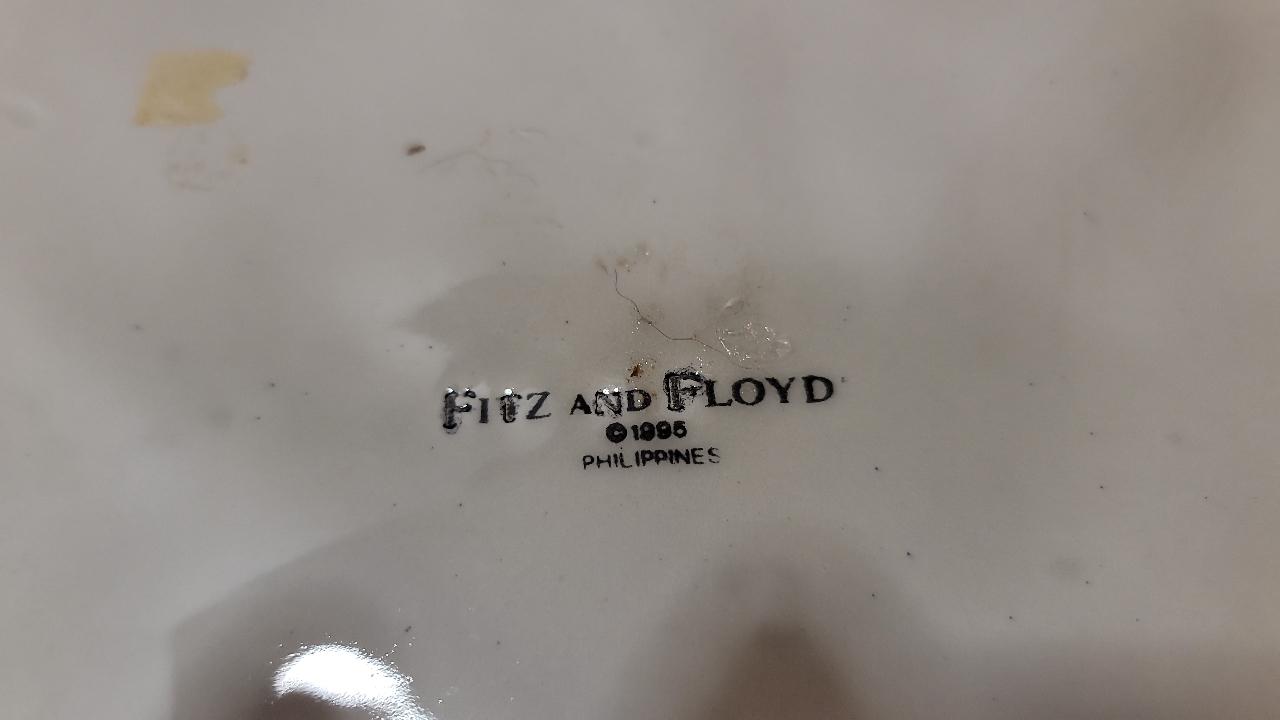 FITZ AND FLOYD
©1995
PHILIPPINES